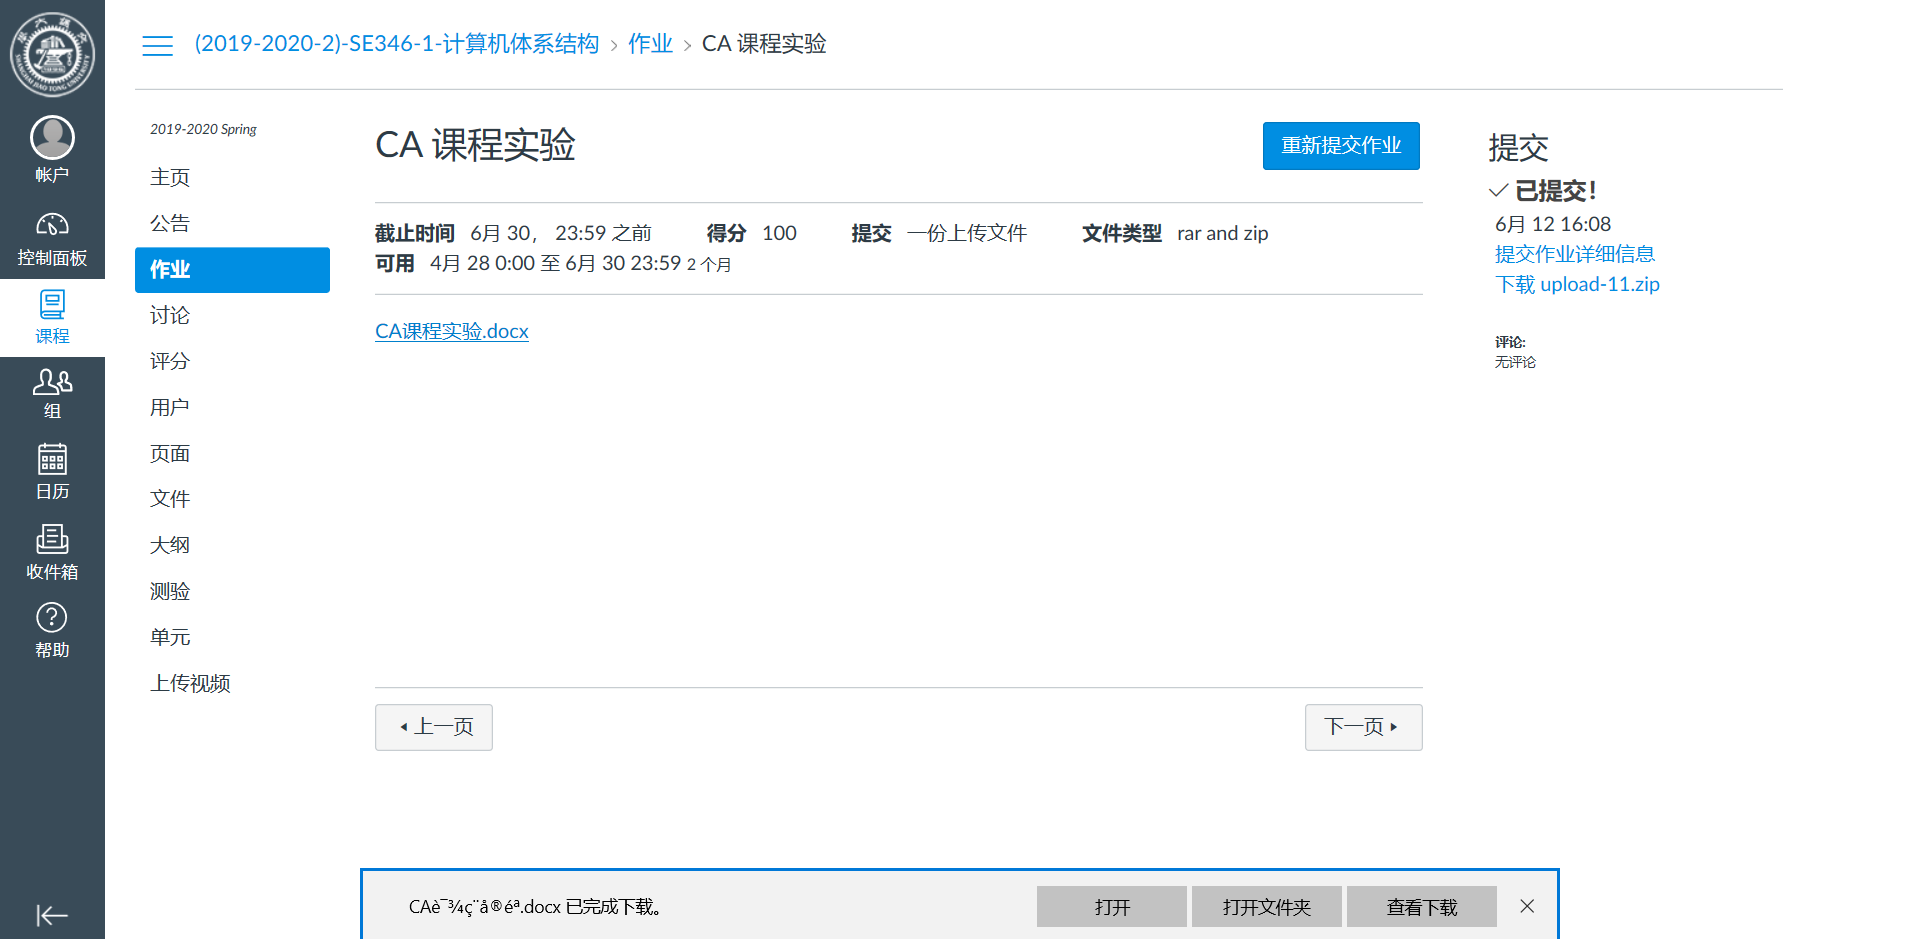 (2019-2020-2)-SE346-1-计算机体系结构 › 作业 › CA 课程实验
帐户
控制面板
课程
组
日历
收件箱
帮助
2019-2020 Spring
主页
公告
作业
讨论
评分
用户
页面
文件
大纲
测验
单元
上传视频
CA 课程实验
重新提交作业
截止时间 6月 30， 23:59 之前 得分 100 提交 一份上传文件 文件类型 rar and zip
可用 4月 28 0:00 至 6月 30 23:59 2 个月
CA课程实验.docx
上一页
下一页
提交
已提交!
6月 12 16:08
提交作业详细信息
下载 upload-11.zip
评论:
无评论
CAè¯¾ç¨‹å®éª.docx 已完成下载。
打开
打开文件夹
查看下载